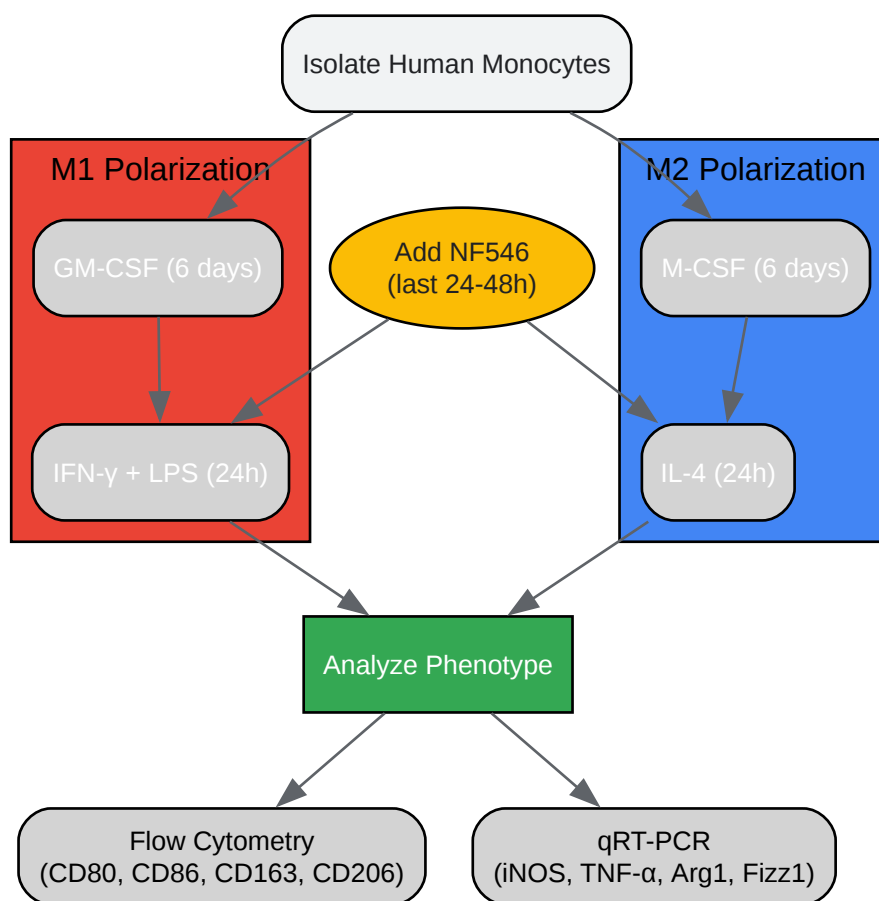 Isolate Human Monocytes
M1 Polarization
M2 Polarization
GM-CSF (6 days)
Add NF546
(last 24-48h)
M-CSF (6 days)
IFN-γ + LPS (24h)
IL-4 (24h)
Analyze Phenotype
Flow Cytometry
(CD80, CD86, CD163, CD206)
qRT-PCR
(iNOS, TNF-α, Arg1, Fizz1)